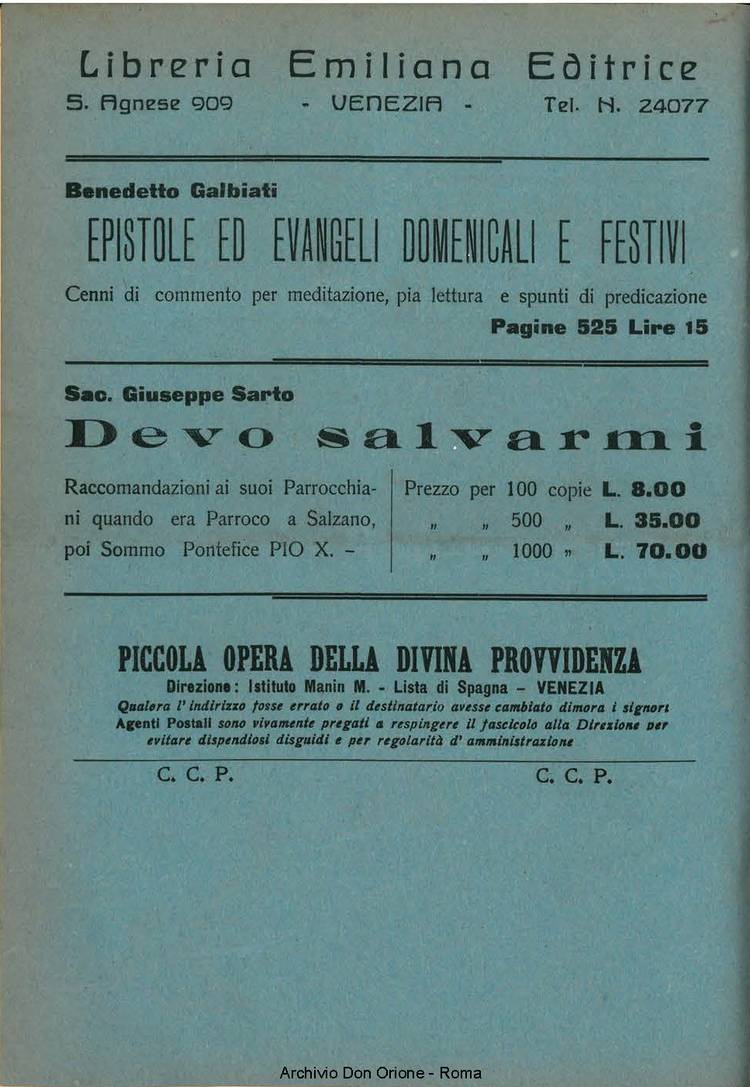 Libreria Emiliana Editrice
S. Agnese 909 - VENEZIA - Tel. N. 24077
Benedetto Galbiati
EPISTOLE ED EVANGELI DOMENICALI E FESTIVI
Cenni di commento per meditazione, pia lettura e spunti di predicazione
Pagine 525 Lire 15
Sac. Giuseppe Sarto
Devo salvarmi
Raccomandazioni ai suoi Parrocchia-
ni quando era Parroco a Salzano,
poi Sommo Pontefice PIO X. -
Prezzo per 100 copie L. 8.00
„ „ 500 „ L. 35.00
„ „ 1000 „ L. 70.00
PICCOLA OPERA DELLA DIVINA PROVVIDENZA
Direzione: Istituto Manin M. - Lista di Spagna - VENEZIA
Qualora l'indirizzo fosse errato o il destinatario avesse cambiato dimora i signori
Agenti Postali sono vivamente pregati a respingere il fascicolo alla Direzione per
evitare dispendiosi disguidi e per regolarità d'amministrazione
C. C. P. C. C. P.
Archivio Don Orione - Roma